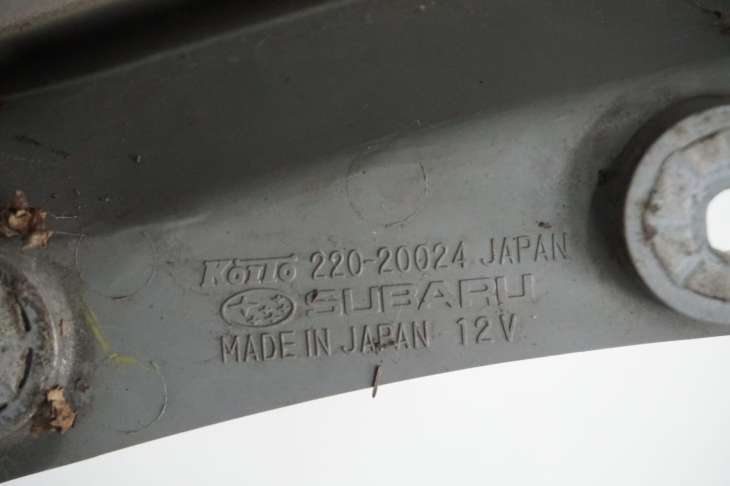 KOITO 220-20024 JAPAN
SUBARU
MADE IN JAPAN 12V